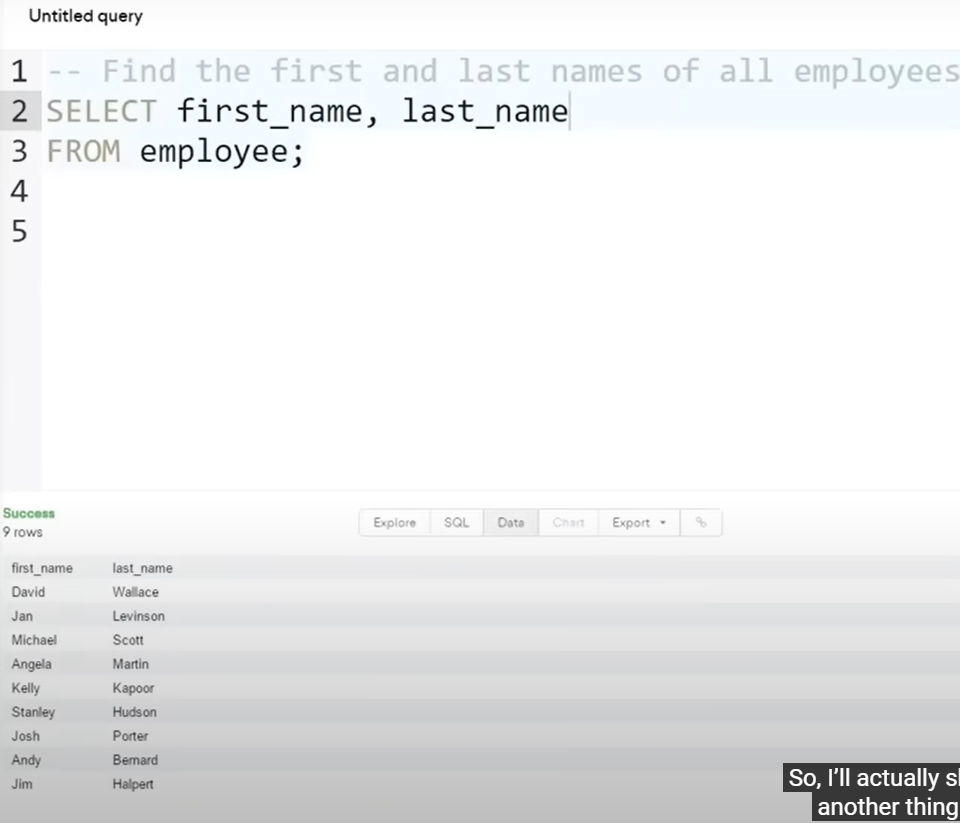 Untitled query
1 -- Find the first and last names of all employees
2 SELECT first_name, last_name
3 FROM employee;
4
5
Success
9 rows
Explore SQL Data Chart Export
first_name last_name
David Wallace
Jan Levinson
Michael Scott
Angela Martin
Kelly Kapoor
Stanley Hudson
Josh Porter
Andy Bernard
Jim Halpert
So, I'll actually
another thing